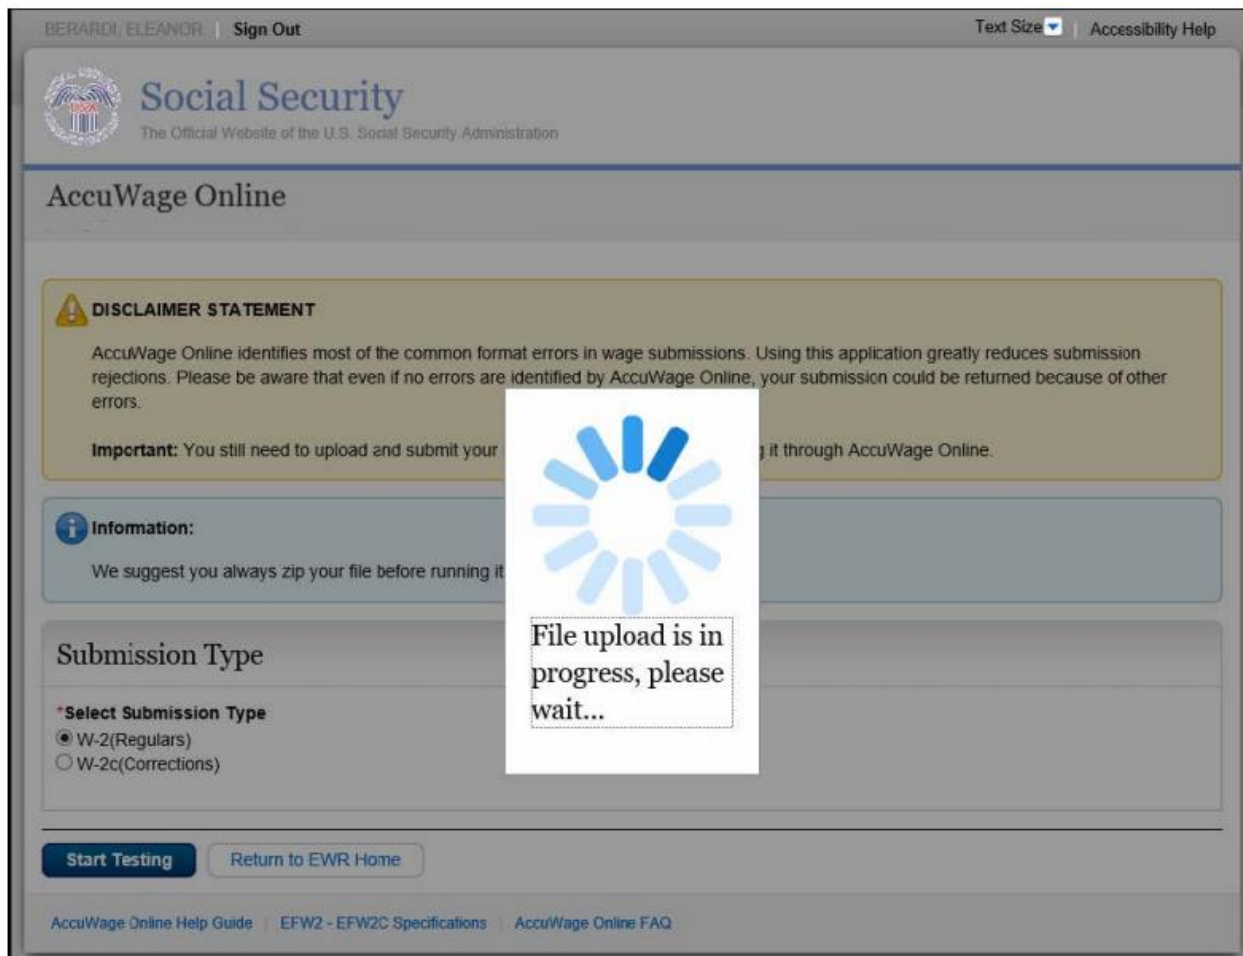 BERARDI, ELEANOR | Sign Out
Text Size | Accessibility Help
USA
Social Security
The Official Website of the U.S. Social Security Administration
AccuWage Online
DISCLAIMER STATEMENT
AccuWage Online identifies most of the common format errors in wage submissions. Using this application greatly reduces submission
rejections. Please be aware that even if no errors are identified by AccuWage Online, your submission could be returned because of other
errors.
Important: You still need to upload and submit your
it through AccuWage Online.
Information:
We suggest you always zip your file before running it
File upload is in
progress, please
wait...
Submission Type
*Select Submission Type
W-2(Regulars)
W-2c(Corrections)
Start Testing
Return to EWR Home
AccuWage Online Help Guide | EFW2 - EFW2C Specifications | AccuWage Online FAQ